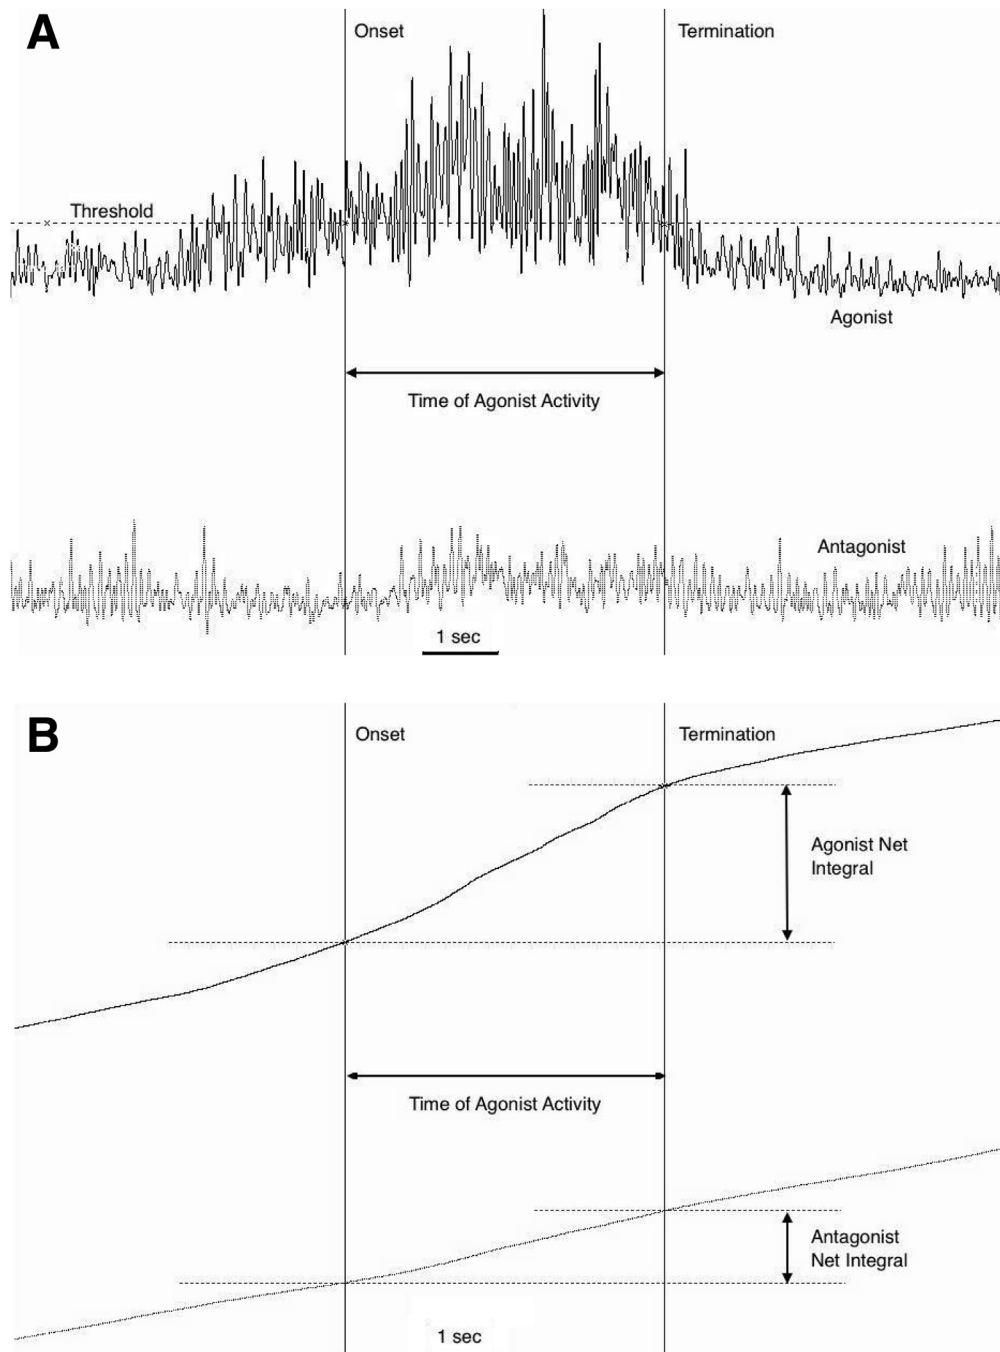 A
Onset
Termination
Threshold
Agonist
Time of Agonist Activity
Antagonist
1 sec
B
Onset
Termination
Agonist Net
Integral
Time of Agonist Activity
Antagonist
Net Integral
1 sec